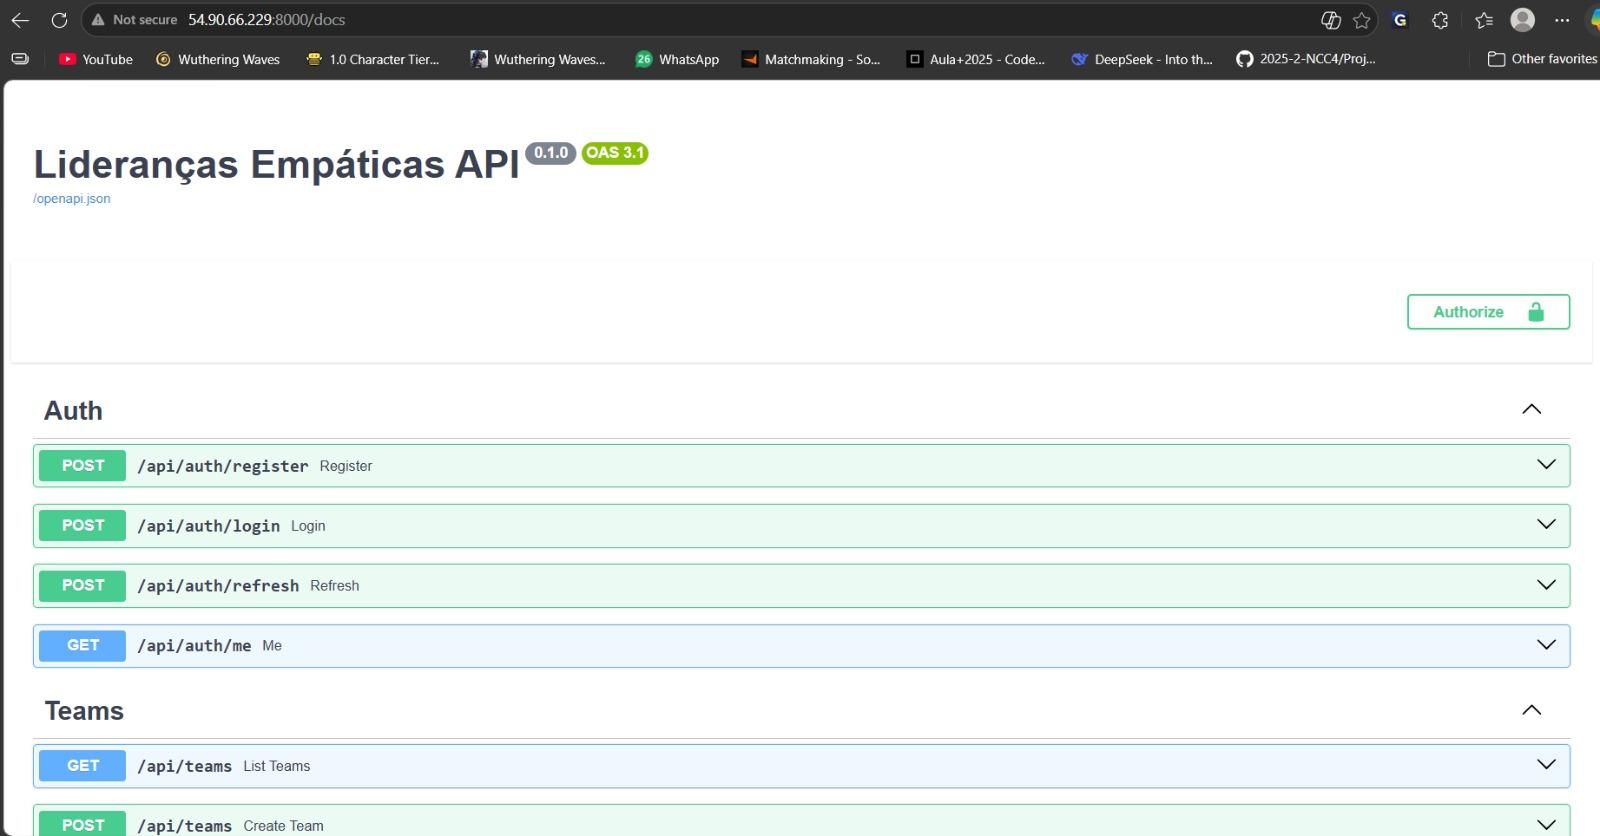 Not secure 54.90.66.229:8000/docs
YouTube Wuthering Waves 1.0 Character Tier... Wuthering Waves... 26 WhatsApp Matchmaking - So... Aula+2025 - Code... DeepSeek - Into th... 2025-2-NCC4/Proj... Other favorites
Lideranças Empáticas API 0.1.0 OAS 3.1
/openapi.json
Authorize
Auth
POST /api/auth/register Register
POST /api/auth/login Login
POST /api/auth/refresh Refresh
GET /api/auth/me Me
Teams
GET /api/teams List Teams
POST /api/teams Create Team